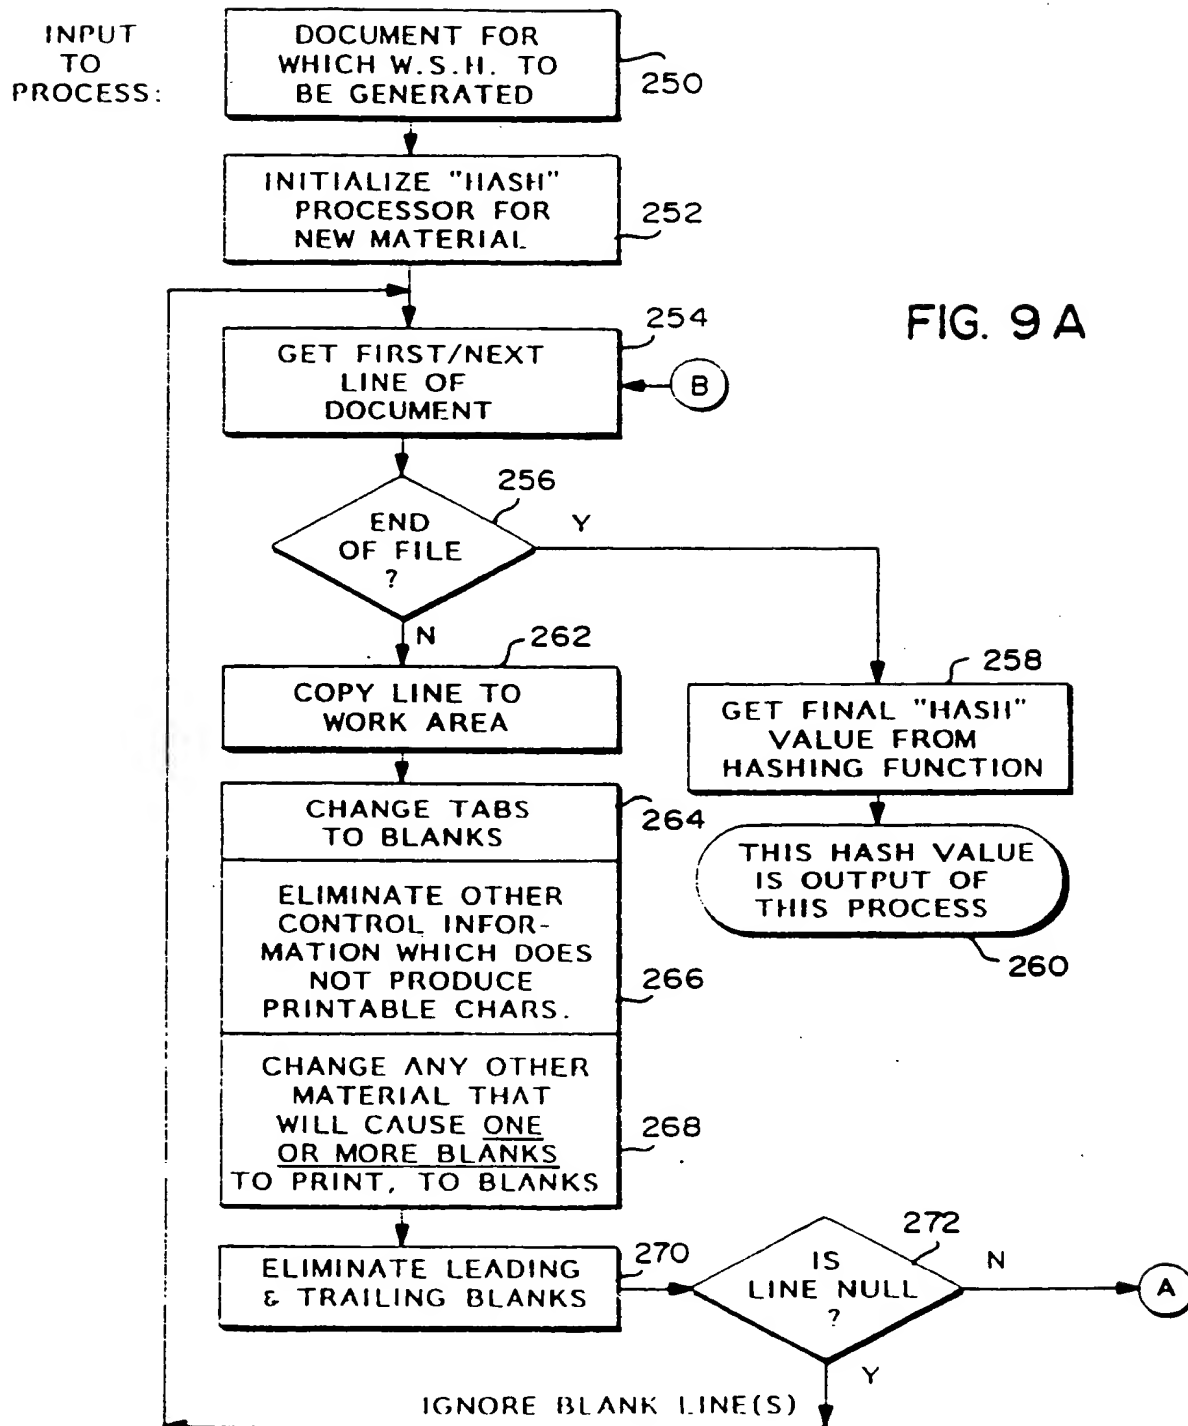 INPUT
TO
PROCESS:
DOCUMENT FOR
WHICH W.S.H. TO
BE GENERATED
250
INITIALIZE "HASH"
PROCESSOR FOR
NEW MATERIAL
252
FIG. 9A
254
GET FIRST/NEXT
LINE OF
DOCUMENT
B
256
END
OF FILE
?
Y
N
262
COPY LINE TO
WORK AREA
258
GET FINAL "HASH"
VALUE FROM
HASHING FUNCTION
CHANGE TABS
TO BLANKS
264
THIS HASH VALUE
IS OUTPUT OF
THIS PROCESS
260
ELIMINATE OTHER
CONTROL INFOR-
MATION WHICH DOES
NOT PRODUCE
PRINTABLE CHARS.
266
CHANGE ANY OTHER
MATERIAL THAT
WILL CAUSE ONE
OR MORE BLANKS
TO PRINT, TO BLANKS
268
ELIMINATE LEADING
& TRAILING BLANKS
270
272
IS
LINE NULL
?
N
A
Y
IGNORE BLANK LINE(S)